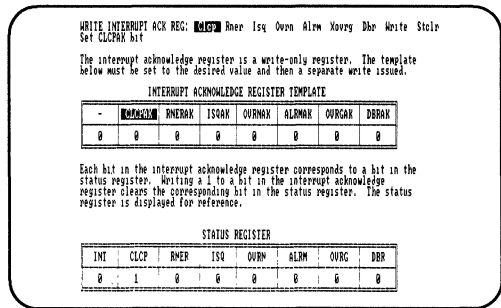 WRITE INTERRUPT ACK REG: Clcp Rner Isq Ovrn Alrm Xovrg Dbr Write Stclr
Set CLCPAK bit
The interrupt acknowledge register is a write-only register. The template
below must be set to the desired value and then a separate write issued.
INTERRUPT ACKNOWLEDGE REGISTER TEMPLATE
- CLCPAK RNERAK ISQAK OVRNAK ALRMAK OVRGAK DBRAK
0 0 0 0 0 0 0 0
Each bit in the interrupt acknowledge register corresponds to a bit in the
status register. Writing a 1 to a bit in the interrupt acknowledge
register clears the corresponding bit in the status register. The status
register is displayed for reference.
STATUS REGISTER
INT CLCP RNER ISQ OVRN ALRM OVRG DBR
0 1 0 0 0 0 0 0